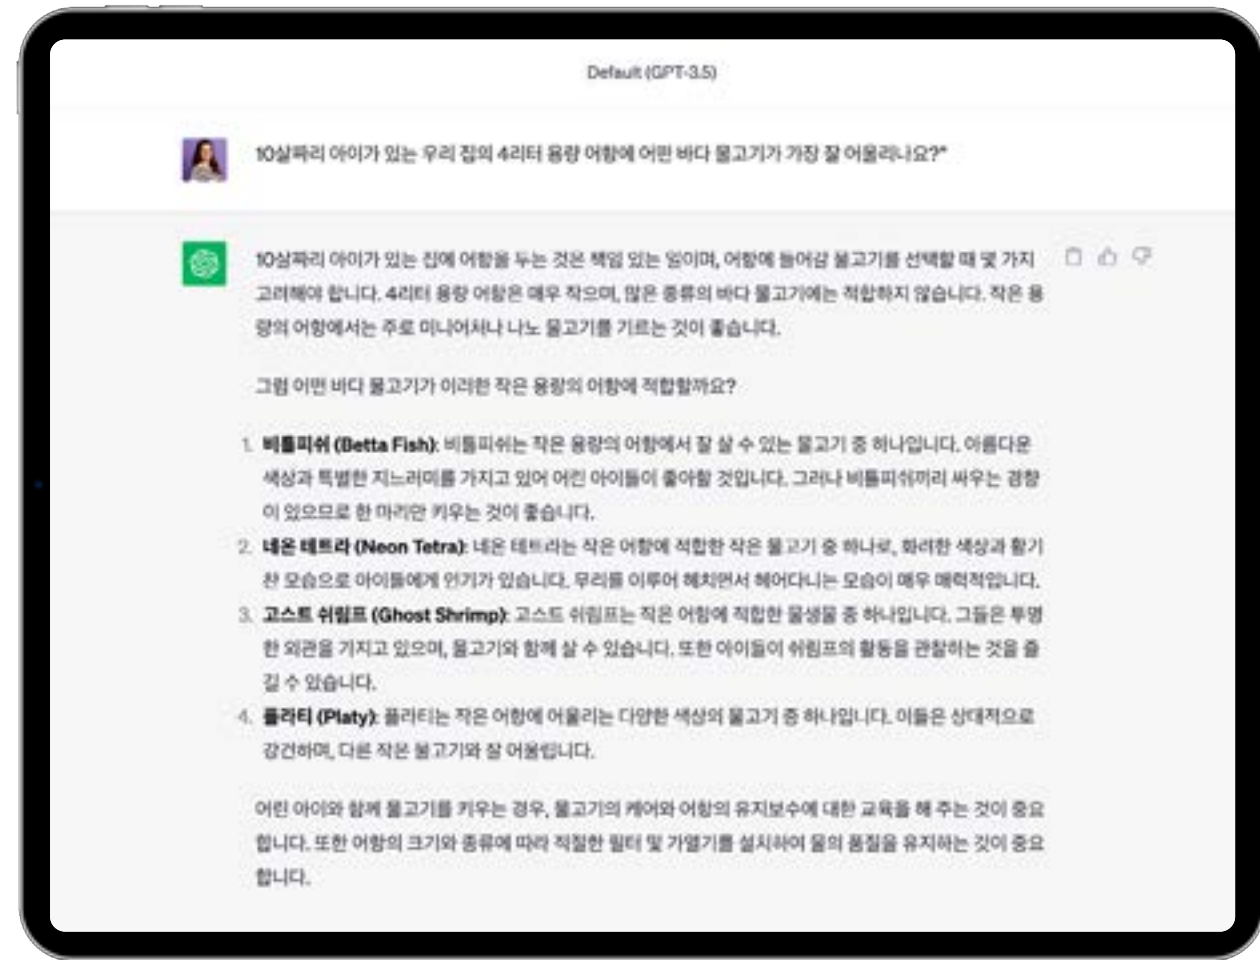 Default (GPT-3.5)
10살짜리 아이가 있는 우리 집의 4리터 용량 어항에 어떤 바다 물고기가 가장 잘 어울리나요?"
10살짜리 아이가 있는 집에 어항을 두는 것은 책임 있는 일이며, 어항에 들어갈 물고기를 선택할 때 몇 가지
고려해야 합니다. 4리터 용량 어항은 매우 작으며, 많은 종류의 바다 물고기에는 적합하지 않습니다. 작은 용
량의 어항에서는 주로 미니어처나 나노 물고기를 기르는 것이 좋습니다.
그럼 어떤 바다 물고기가 이러한 작은 용량의 어항에 적합할까요?
1. 비틀피쉬 (Betta Fish): 비틀피쉬는 작은 용량의 어항에서 잘 살 수 있는 물고기 중 하나입니다. 아름다운
색상과 특별한 지느러미를 가지고 있어 어린 아이들이 좋아할 것입니다. 그러나 비틀피쉬끼리 싸우는 경향
이 있으므로 한 마리만 키우는 것이 좋습니다.
2. 네온 테트라 (Neon Tetra): 네온 테트라는 작은 어항에 적합한 작은 물고기 중 하나로, 화려한 색상과 활기
찬 모습으로 아이들에게 인기가 있습니다. 무리를 이루어 헤치면서 헤어다니는 모습이 매우 매력적입니다.
3. 고스트 쉬림프 (Ghost Shrimp): 고스트 쉬림프는 작은 어항에 적합한 물생물 중 하나입니다. 그들은 투명
한 외관을 가지고 있으며, 물고기와 함께 살 수 있습니다. 또한 아이들이 쉬림프의 활동을 관찰하는 것을 즐
길 수 있습니다.
4. 플라티 (Platy): 플라티는 작은 어항에 어울리는 다양한 색상의 물고기 중 하나입니다. 이들은 상대적으로
강건하며, 다른 작은 물고기와 잘 어울립니다.
어린 아이와 함께 물고기를 키우는 경우, 물고기의 케어와 어항의 유지보수에 대한 교육을 해 주는 것이 중요
합니다. 또한 어항의 크기와 종류에 따라 적절한 필터 및 가열기를 설치하여 물의 품질을 유지하는 것이 중요
합니다.